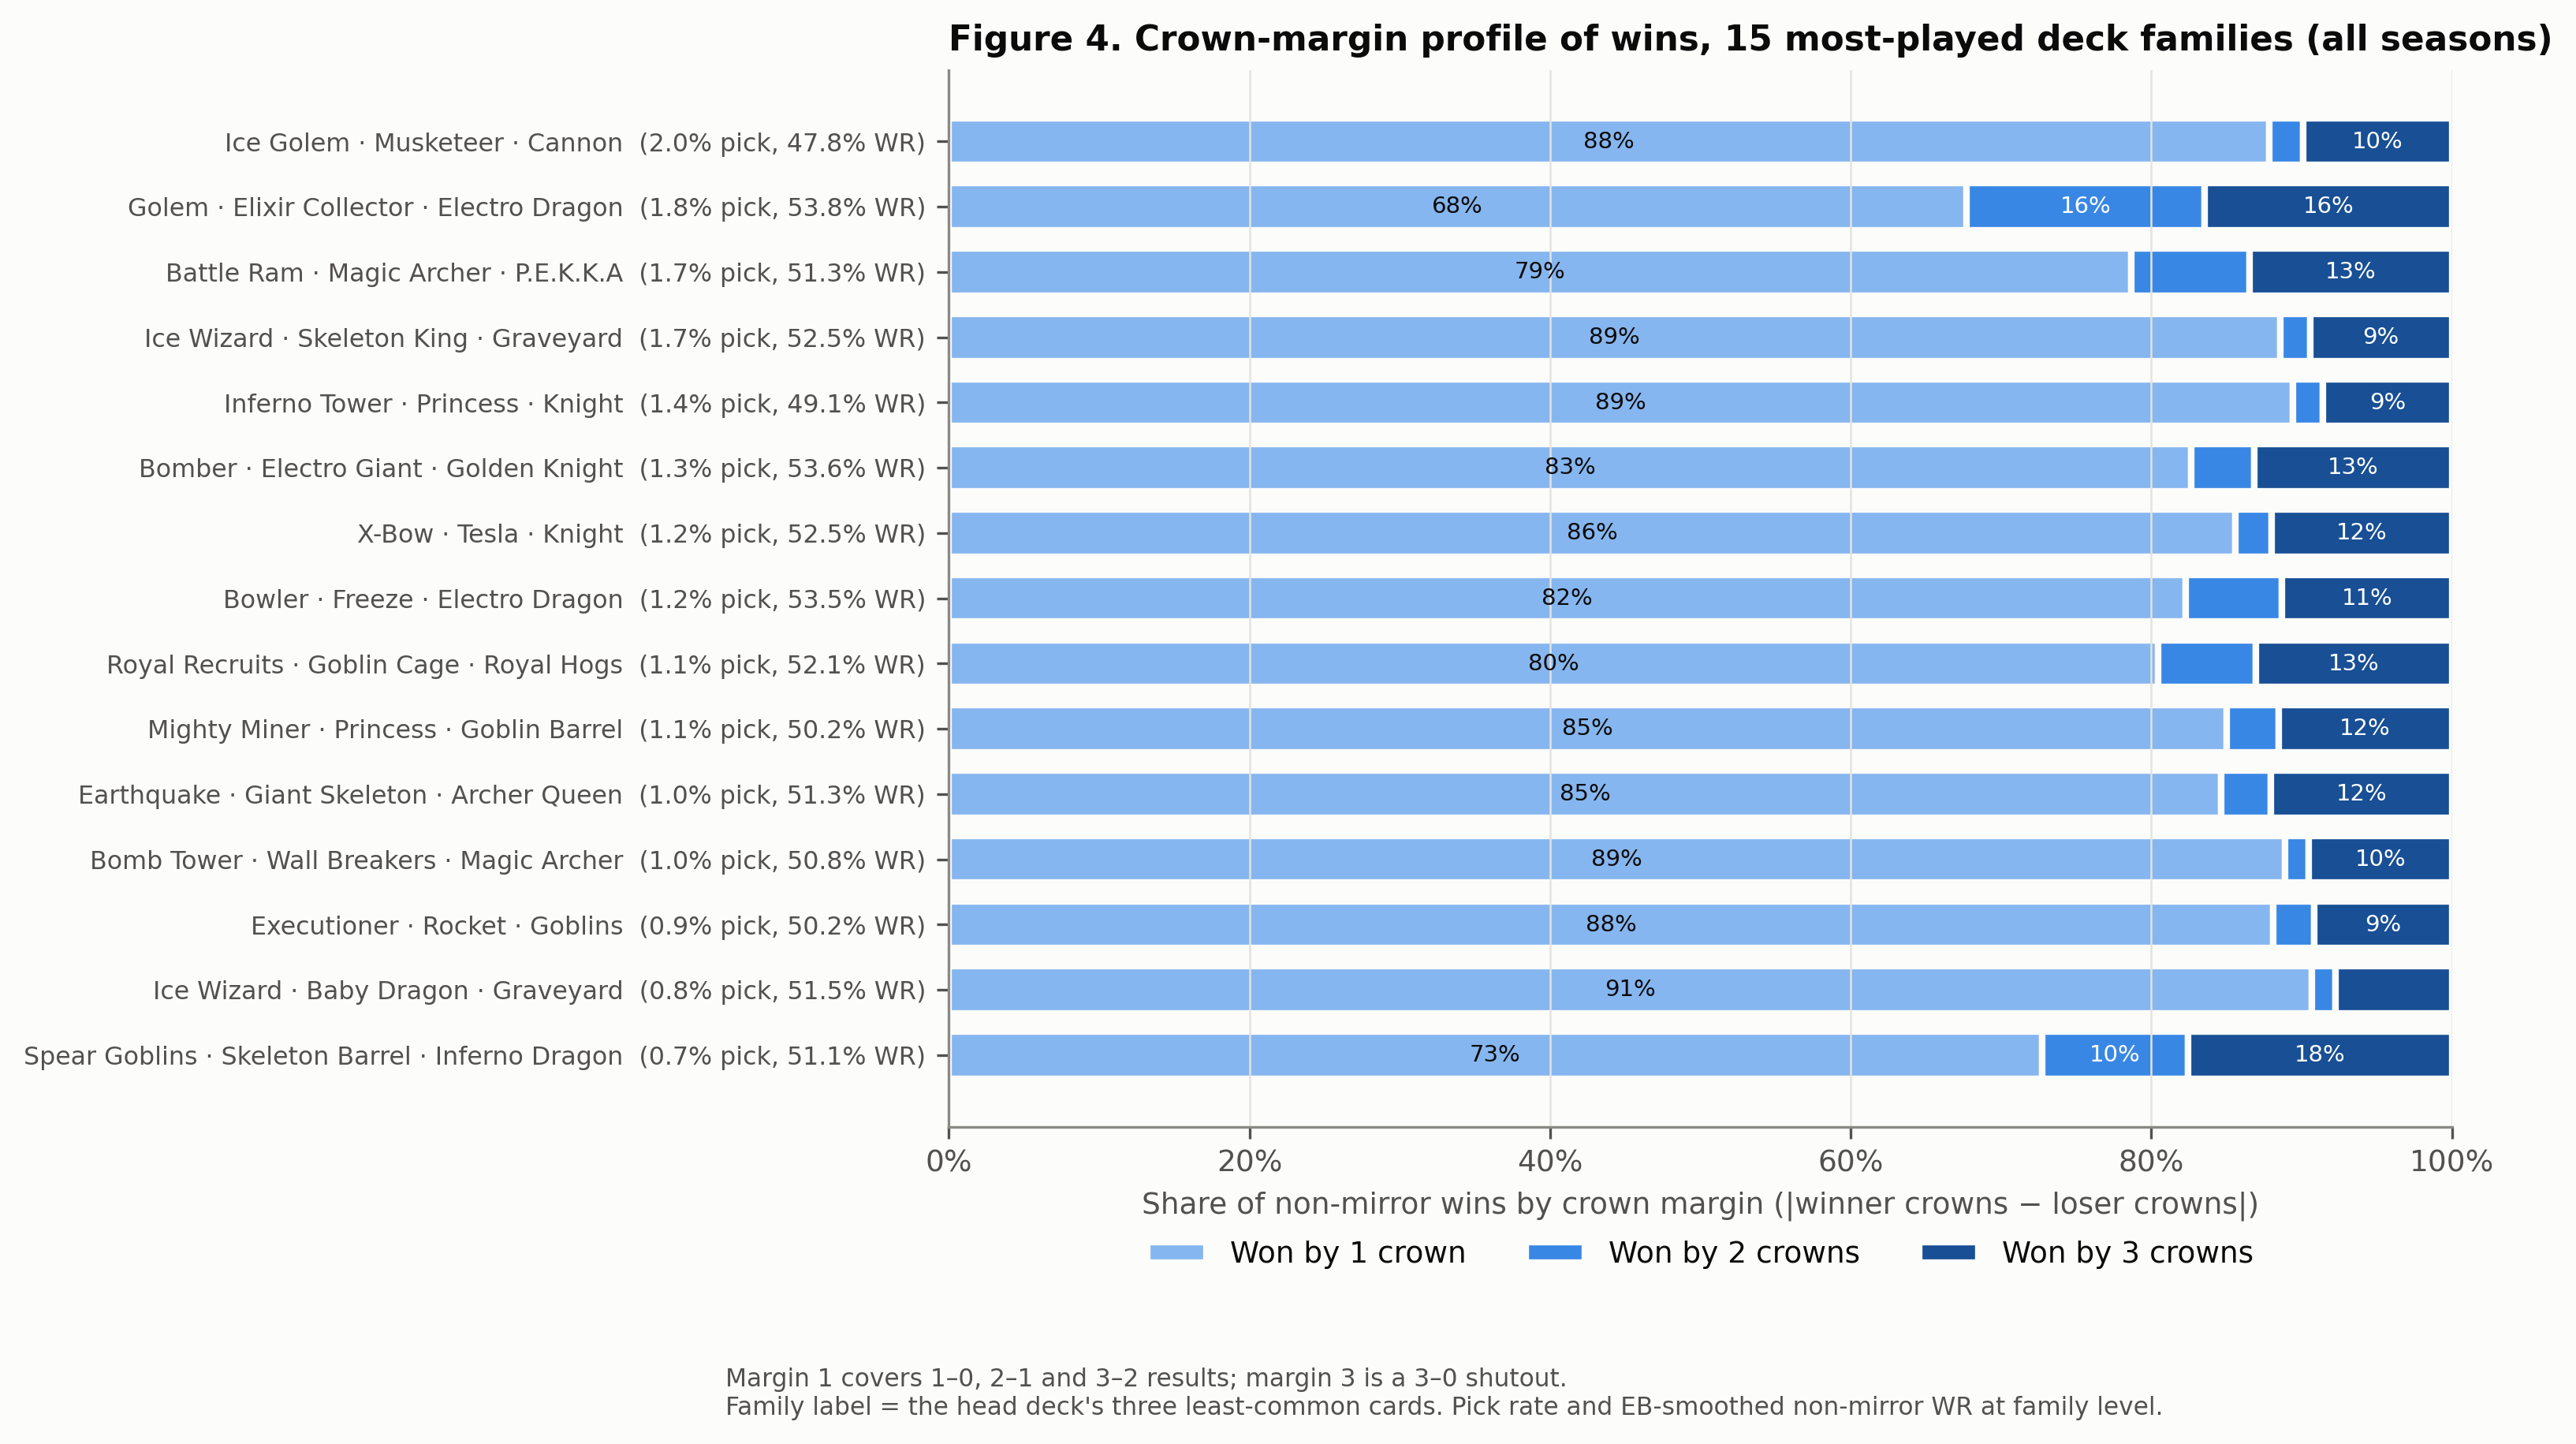 Figure 4. Crown-margin profile of wins, 15 most-played deck families (all seasons)
Ice Golem · Musketeer · Cannon (2.0% pick, 47.8% WR) 88% 10%
Golem · Elixir Collector · Electro Dragon (1.8% pick, 53.8% WR) 68% 16% 16%
Battle Ram · Magic Archer · P.E.K.K.A (1.7% pick, 51.3% WR) 79% 13%
Ice Wizard · Skeleton King · Graveyard (1.7% pick, 52.5% WR) 89% 9%
Inferno Tower · Princess · Knight (1.4% pick, 49.1% WR) 89% 9%
Bomber · Electro Giant · Golden Knight (1.3% pick, 53.6% WR) 83% 13%
X-Bow · Tesla · Knight (1.2% pick, 52.5% WR) 86% 12%
Bowler · Freeze · Electro Dragon (1.2% pick, 53.5% WR) 82% 11%
Royal Recruits · Goblin Cage · Royal Hogs (1.1% pick, 52.1% WR) 80% 13%
Mighty Miner · Princess · Goblin Barrel (1.1% pick, 50.2% WR) 85% 12%
Earthquake · Giant Skeleton · Archer Queen (1.0% pick, 51.3% WR) 85% 12%
Bomb Tower · Wall Breakers · Magic Archer (1.0% pick, 50.8% WR) 89% 10%
Executioner · Rocket · Goblins (0.9% pick, 50.2% WR) 88% 9%
Ice Wizard · Baby Dragon · Graveyard (0.8% pick, 51.5% WR) 91%
Spear Goblins · Skeleton Barrel · Inferno Dragon (0.7% pick, 51.1% WR) 73% 10% 18%
0% 20% 40% 60% 80% 100%
Share of non-mirror wins by crown margin (|winner crowns − loser crowns|)
Won by 1 crown Won by 2 crowns Won by 3 crowns
Margin 1 covers 1–0, 2–1 and 3–2 results; margin 3 is a 3–0 shutout.
Family label = the head deck's three least-common cards. Pick rate and EB-smoothed non-mirror WR at family level.